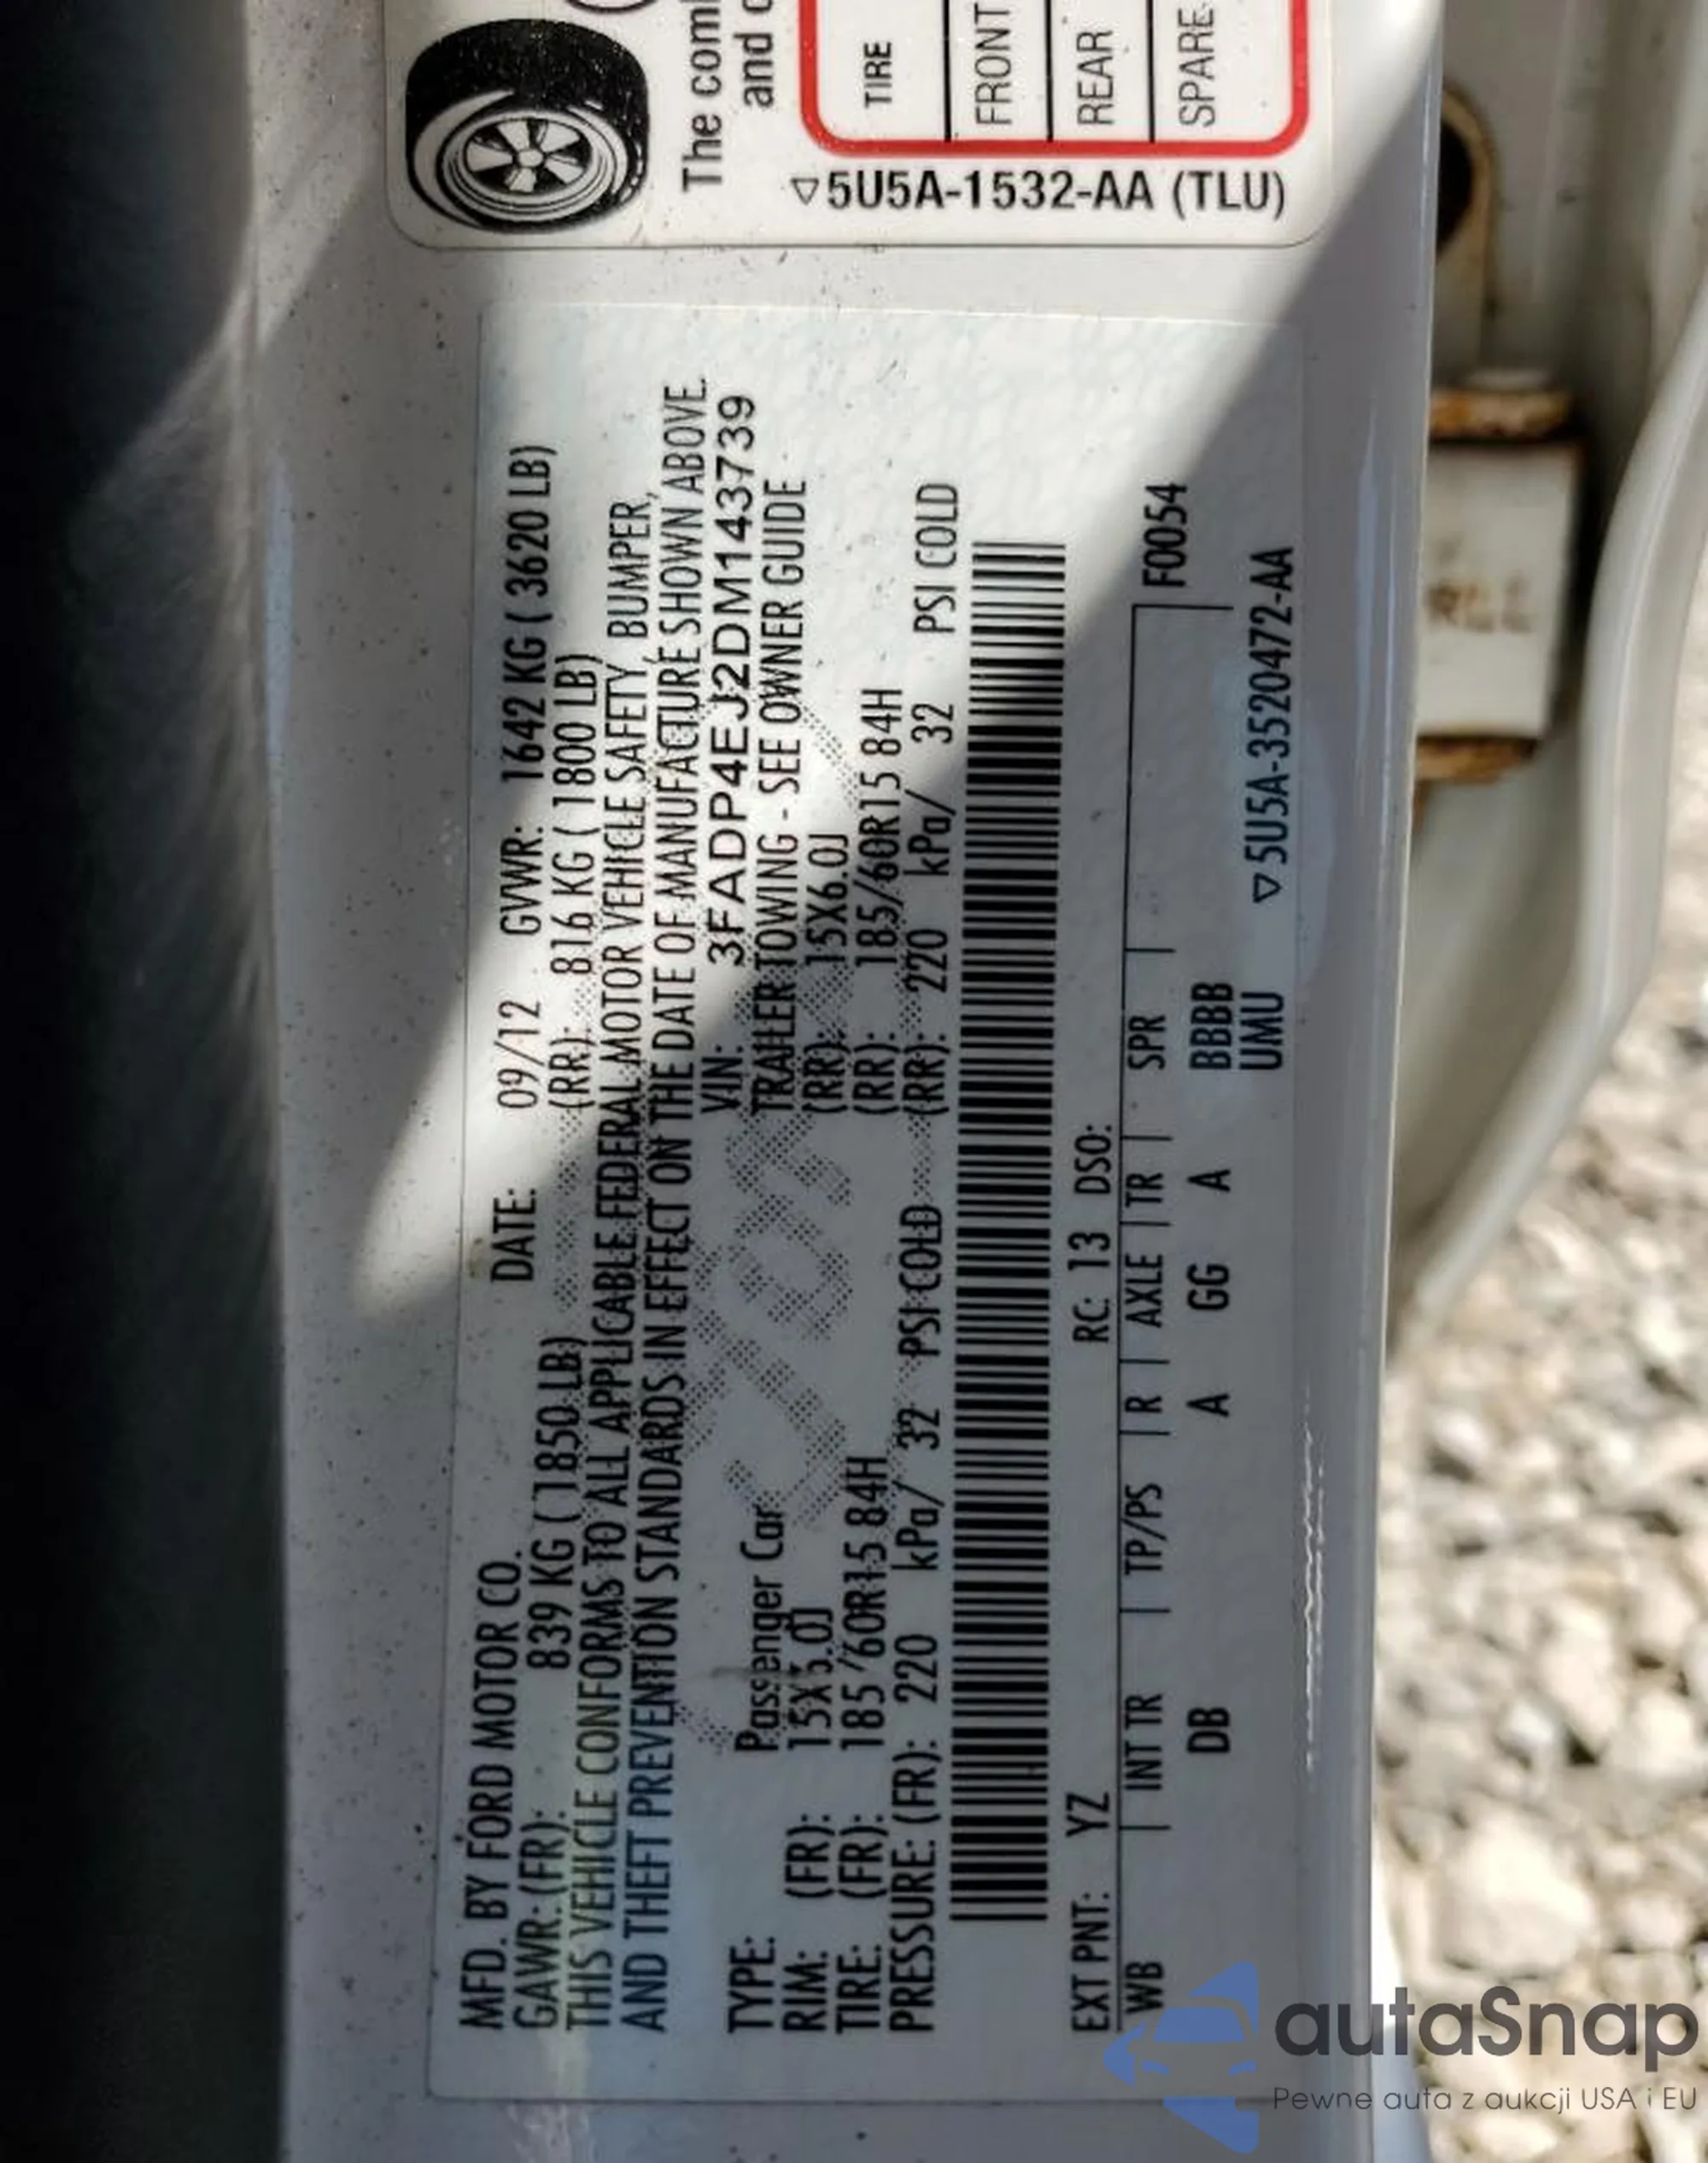 MFD. BY FORD MOTOR CO. DATE: 09/12 GVWR: 1642 KG ( 3620 LB)
GAWR: (FR): 839 KG ( 1850 LB) (RR): 816 KG ( 1800 LB)
THIS VEHICLE CONFORMS TO ALL APPLICABLE FEDERAL MOTOR VEHICLE SAFETY, BUMPER,
AND THEFT PREVENTION STANDARDS IN EFFECT ON THE DATE OF MANUFACTURE SHOWN ABOVE.
VIN: 3FADP4EJ2DM143739
TYPE: Passenger Car TRAILER TOWING - SEE OWNER GUIDE
RIM: (FR): 15X6.0J (RR): 15X6.0J
TIRE: (FR): 185/60R15 84H (RR): 185/60R15 84H
PRESSURE: (FR): 220 kPa/ 32 PSI COLD (RR): 220 kPa/ 32 PSI COLD
EXT PNT: YZ RC: 13 DSO: F0054
WB | INT TR | TP/PS | R | AXLE | TR | SPR |
DB A GG A BBBB
UMU ▽5U5A-3520472-AA
The com
and
TIRE
FRONT
REAR
SPARE
▽5U5A-1532-AA (TLU)
autaSnap
Pewne auta z aukcji USA i EU